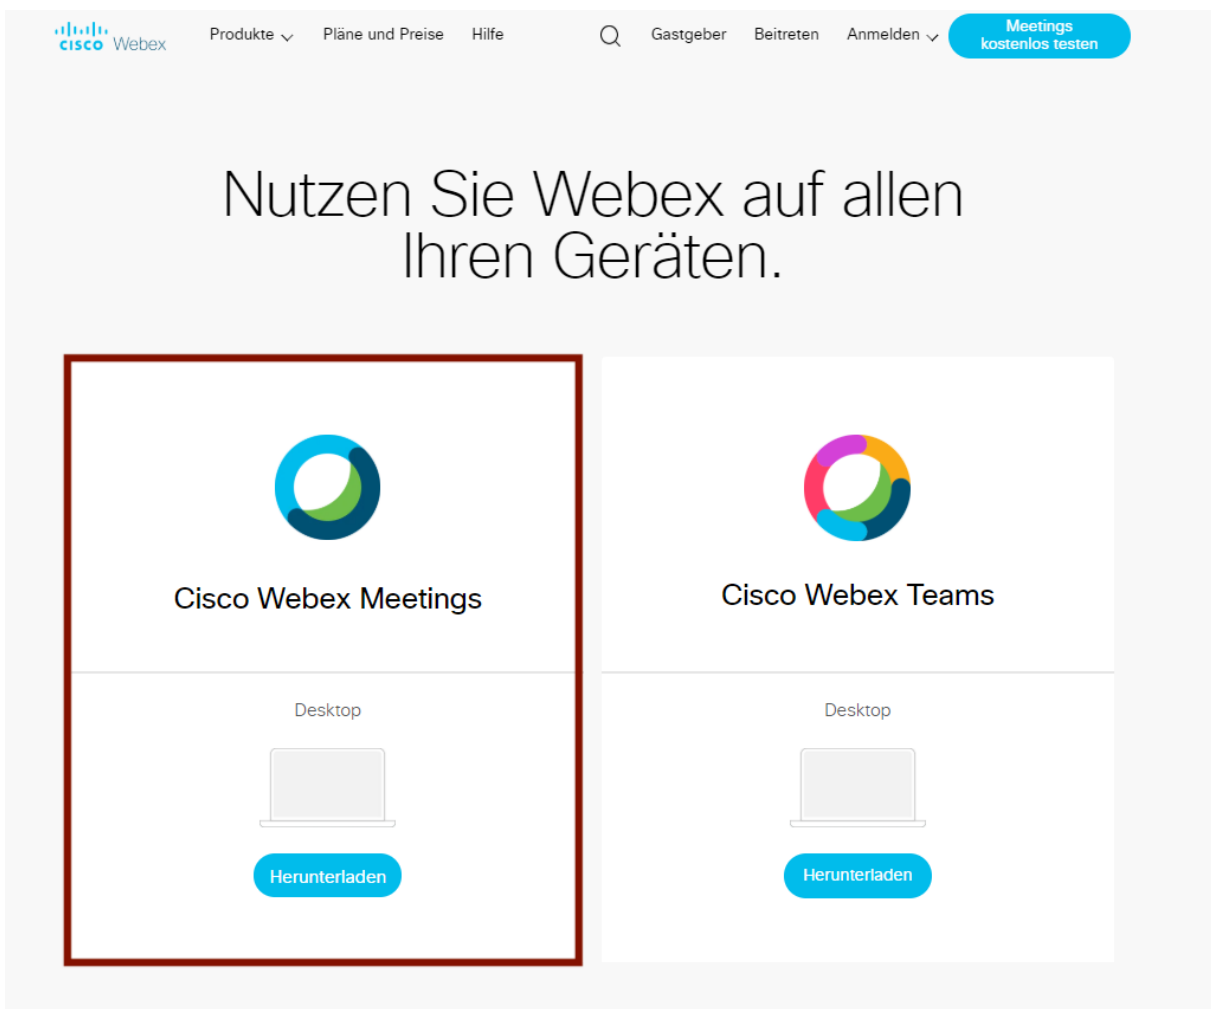 cisco Webex
Produkte
Pläne und Preise
Hilfe
Gastgeber
Beitreten
Anmelden
Meetings
kostenlos testen
Nutzen Sie Webex auf allen
Ihren Geräten.
Cisco Webex Meetings
Desktop
Herunterladen
Cisco Webex Teams
Desktop
Herunterladen